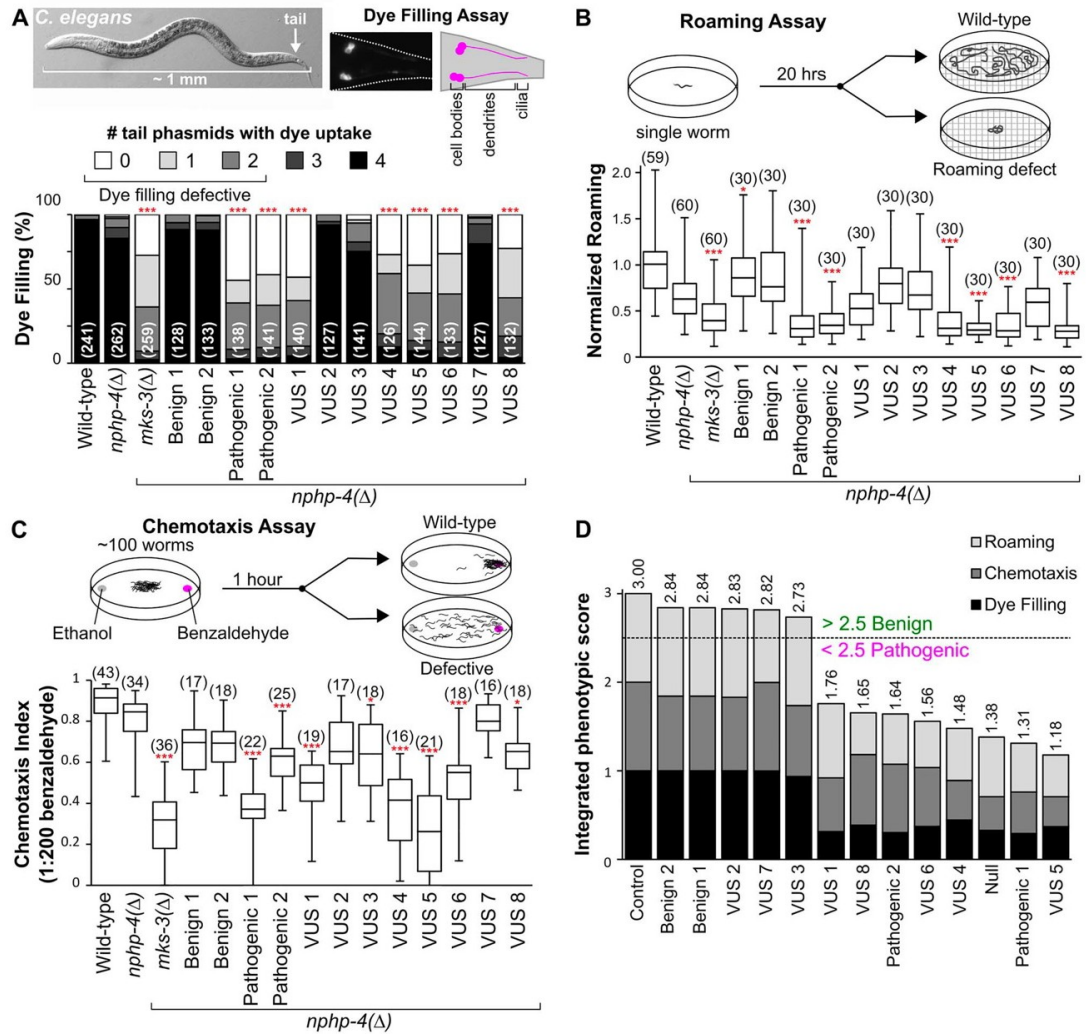 A
C. elegans
tail
~ 1 mm
Dye Filling Assay
cell bodies
dendrites
cilia
# tail phasmids with dye uptake
0 1 2 3 4
Dye filling defective
*** *** *** *** *** *** *** ***
Dye Filling (%)
100
50
0
(241) (262) (259) (128) (133) (138) (141) (140) (127) (141) (126) (144) (133) (127) (132)
Wild-type
nphp-4(Δ)
mks-3(Δ)
Benign 1
Benign 2
Pathogenic 1
Pathogenic 2
VUS 1
VUS 2
VUS 3
VUS 4
VUS 5
VUS 6
VUS 7
VUS 8
nphp-4(Δ)
B
Roaming Assay
Wild-type
20 hrs
single worm
Roaming defect
Normalized Roaming
2.0
1.5
1.0
0.5
0
(59) (60) (60) (30) (30) (30) (30) (30) (30) (30) (30) (30) (30) (30) (30)
*** * *** *** *** *** *** ***
Wild-type
nphp-4(Δ)
mks-3(Δ)
Benign 1
Benign 2
Pathogenic 1
Pathogenic 2
VUS 1
VUS 2
VUS 3
VUS 4
VUS 5
VUS 6
VUS 7
VUS 8
nphp-4(Δ)
C
Chemotaxis Assay
~100 worms
Wild-type
1 hour
Ethanol
Benzaldehyde
Defective
Chemotaxis Index
(1:200 benzaldehyde)
1
0.8
0.6
0.4
0.2
0
(43) (34) (36) (17) (18) (22) (25) (19) (17) (18) (16) (21) (18) (16) (18)
*** *** *** *** * *** *** *** *
Wild-type
nphp-4(Δ)
mks-3(Δ)
Benign 1
Benign 2
Pathogenic 1
Pathogenic 2
VUS 1
VUS 2
VUS 3
VUS 4
VUS 5
VUS 6
VUS 7
VUS 8
nphp-4(Δ)
D
Roaming
Chemotaxis
Dye Filling
Integrated phenotypic score
3
2
1
0
3.00 2.84 2.84 2.83 2.82 2.73 1.76 1.65 1.64 1.56 1.48 1.38 1.31 1.18
> 2.5 Benign
< 2.5 Pathogenic
Control
Benign 2
Benign 1
VUS 2
VUS 7
VUS 3
VUS 1
VUS 8
Pathogenic 2
VUS 6
VUS 4
Null
Pathogenic 1
VUS 5